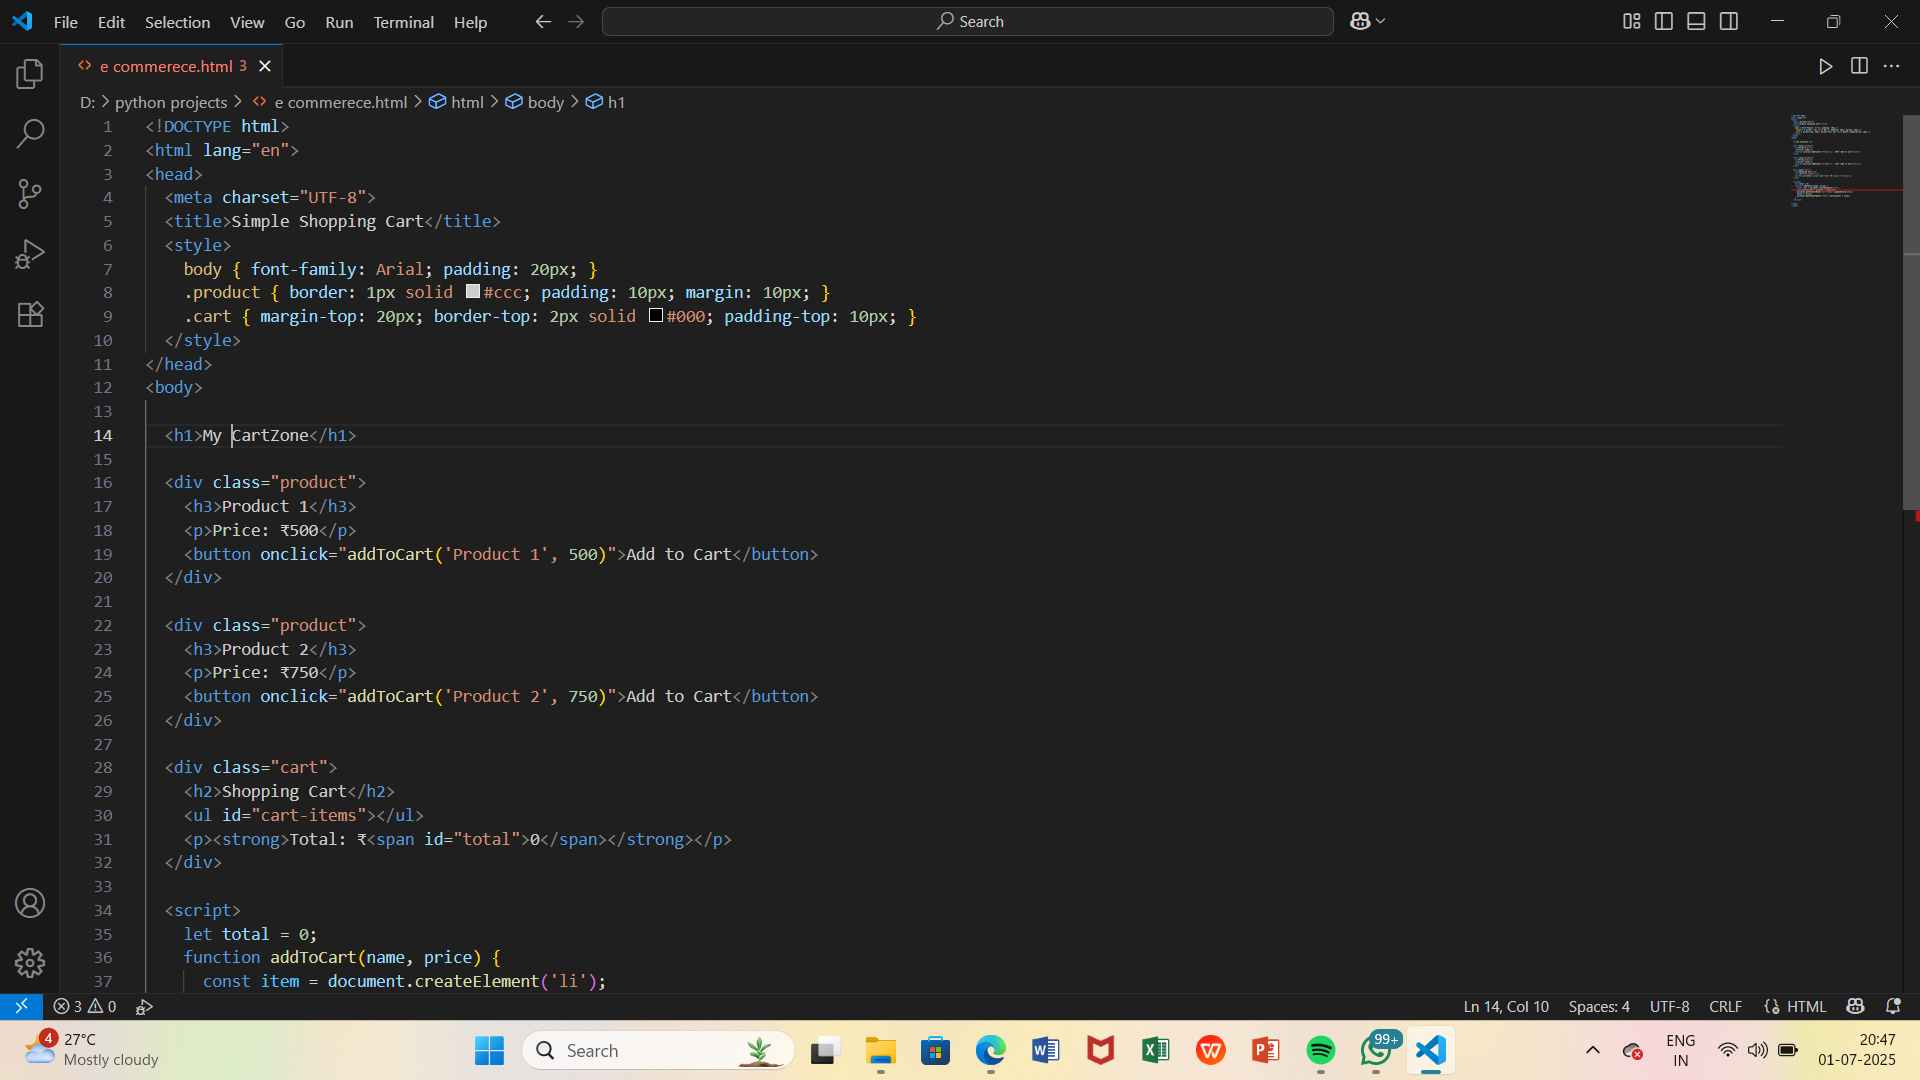 File Edit Selection View Go Run Terminal Help Search
e commerece.html 3
D: > python projects > e commerece.html > html > body > h1
1 <!DOCTYPE html>
2 <html lang="en">
3 <head>
4 <meta charset="UTF-8">
5 <title>Simple Shopping Cart</title>
6 <style>
7 body { font-family: Arial; padding: 20px; }
8 .product { border: 1px solid #ccc; padding: 10px; margin: 10px; }
9 .cart { margin-top: 20px; border-top: 2px solid #000; padding-top: 10px; }
10 </style>
11 </head>
12 <body>
13
14 <h1>My CartZone</h1>
15
16 <div class="product">
17 <h3>Product 1</h3>
18 <p>Price: ₹500</p>
19 <button onclick="addToCart('Product 1', 500)">Add to Cart</button>
20 </div>
21
22 <div class="product">
23 <h3>Product 2</h3>
24 <p>Price: ₹750</p>
25 <button onclick="addToCart('Product 2', 750)">Add to Cart</button>
26 </div>
27
28 <div class="cart">
29 <h2>Shopping Cart</h2>
30 <ul id="cart-items"></ul>
31 <p><strong>Total: ₹<span id="total">0</span></strong></p>
32 </div>
33
34 <script>
35 let total = 0;
36 function addToCart(name, price) {
37 const item = document.createElement('li');
3 0 Ln 14, Col 10 Spaces: 4 UTF-8 CRLF HTML
4 27°C Search 99+ ENG 20:47
Mostly cloudy IN 01-07-2025